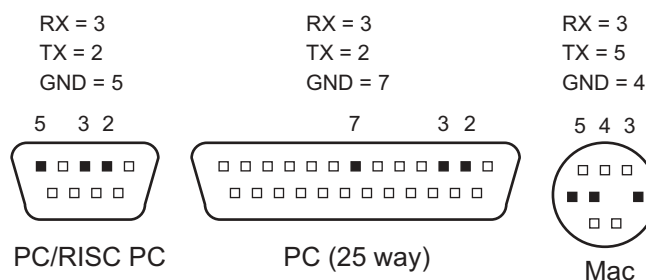 RX = 3
TX = 2
GND = 5
5 3 2
PC/RISC PC
RX = 3
TX = 2
GND = 7
7 3 2
PC (25 way)
RX = 3
TX = 5
GND = 4
5 4 3
Mac